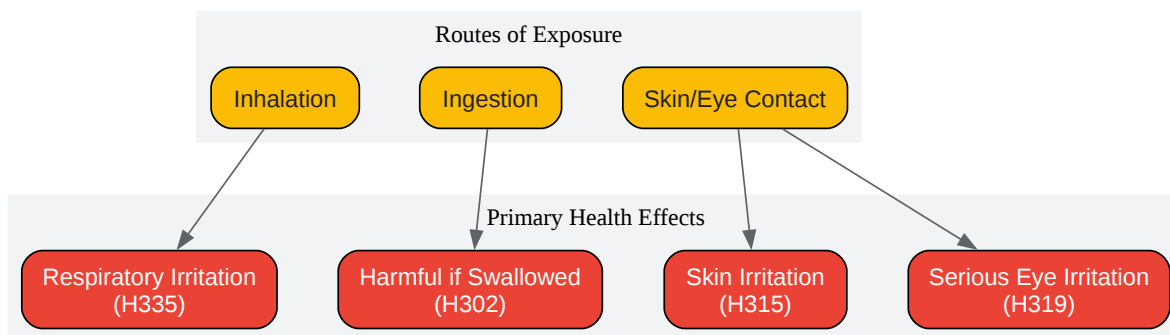 Routes of Exposure
Inhalation
Ingestion
Skin/Eye Contact
Primary Health Effects
Respiratory Irritation
(H335)
Harmful if Swallowed
(H302)
Skin Irritation
(H315)
Serious Eye Irritation
(H319)